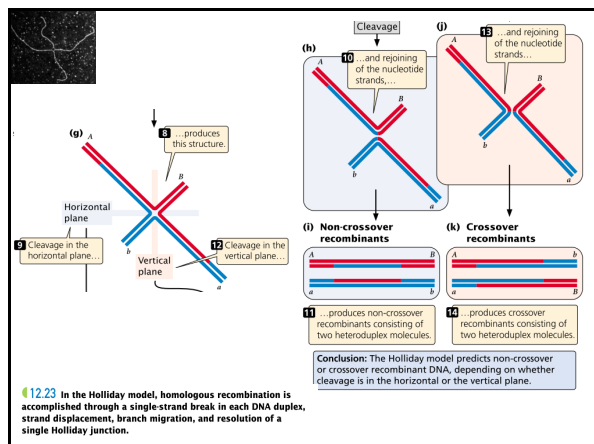 (g)
A
8 …produces
this structure.
B
Horizontal
plane
9 Cleavage in the
horizontal plane…
b
Vertical
plane
12 Cleavage in the
vertical plane…
a
Cleavage
(h)
10 …and rejoining
of the nucleotide
strands,…
A
B
b
a
(j)
13 …and rejoining
of the nucleotide
strands…
A
B
b
a
(i) Non-crossover
recombinants
A B
a b
11 …produces non-crossover
recombinants consisting of
two heteroduplex molecules.
(k) Crossover
recombinants
A b
a B
14 …produces crossover
recombinants consisting of
two heteroduplex molecules.
Conclusion: The Holliday model predicts non-crossover
or crossover recombinant DNA, depending on whether
cleavage is in the horizontal or the vertical plane.
12.23 In the Holliday model, homologous recombination is
accomplished through a single-strand break in each DNA duplex,
strand displacement, branch migration, and resolution of a
single Holliday junction.